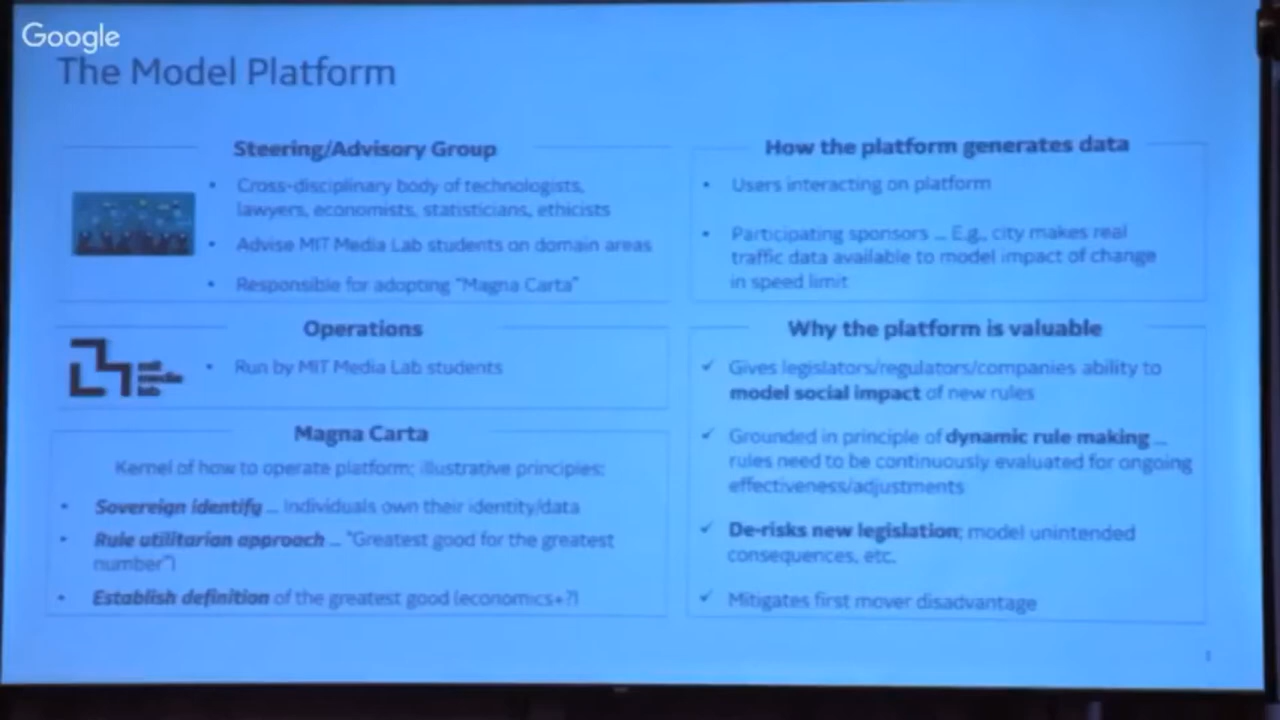 Google
The Model Platform
Steering/Advisory Group
• Cross-disciplinary body of technologists,
lawyers, economists, statisticians, ethicists
• Advise MIT Media Lab students on domain areas
• Responsible for adopting "Magna Carta"
Operations
• Run by MIT Media Lab students
Magna Carta
Kernel of how to operate platform; illustrative principles:
• Sovereign identify ... Individuals own their identity/data
• Rule utilitarian approach ... "Greatest good for the greatest
number")
• Establish definition of the greatest good (economics+?)
How the platform generates data
• Users interacting on platform
• Participating sponsors ... E.g., city makes real
traffic data available to model impact of change
in speed limit
Why the platform is valuable
✓ Gives legislators/regulators/companies ability to
model social impact of new rules
✓ Grounded in principle of dynamic rule making ...
rules need to be continuously evaluated for ongoing
effectiveness/adjustments
✓ De-risks new legislation; model unintended
consequences, etc.
✓ Mitigates first mover disadvantage